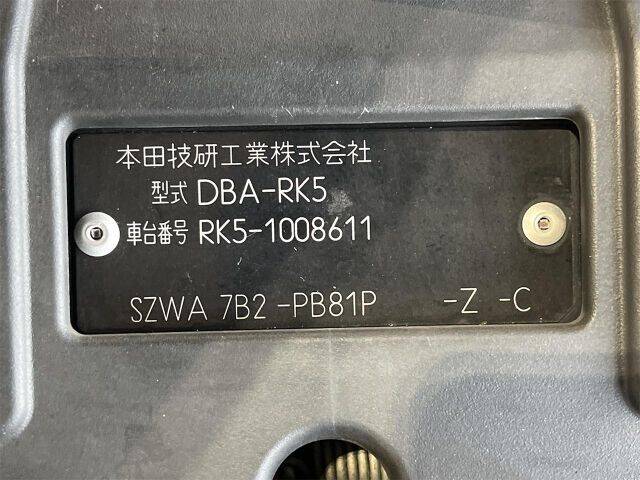 本田技研工業株式会社
型式 DBA-RK5
車台番号 RK5-1008611
SZWA 7B2 -PB81P -Z -C